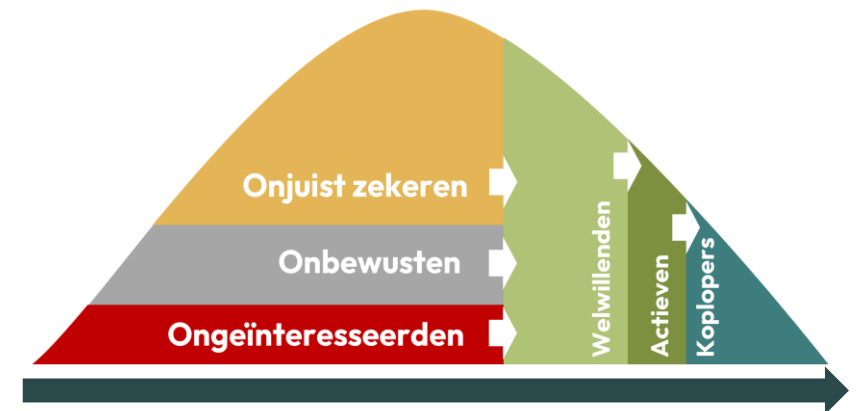 Onjuist zekeren
Onbewusten
Ongeïnteresseerden
Welwillenden
Actieven
Koplopers